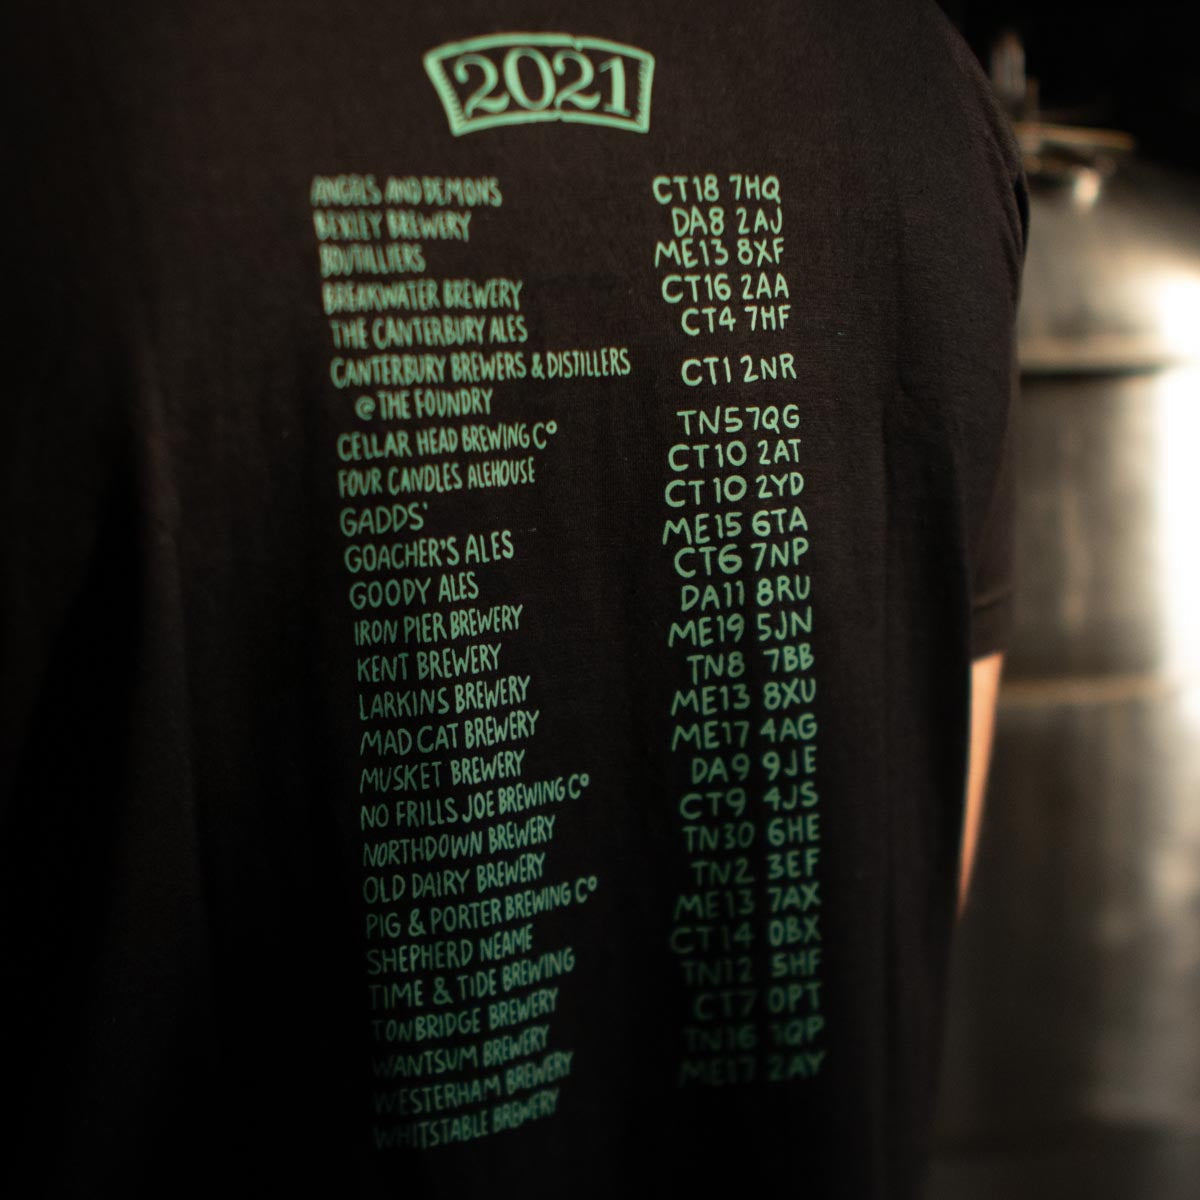 2021
ANGELS AND DEMONS CT18 7HQ
BEXLEY BREWERY DA8 2AJ
BOUTILLIERS ME13 8XF
BREAKWATER BREWERY CT16 2AA
THE CANTERBURY ALES CT4 7HF
CANTERBURY BREWERS & DISTILLERS CT1 2NR
@ THE FOUNDRY
CELLAR HEAD BREWING Cº TN5 7QG
FOUR CANDLES ALEHOUSE CT10 2AT
GADDS' CT10 2YD
GOACHER'S ALES ME15 6TA
GOODY ALES CT6 7NP
IRON PIER BREWERY DA11 8RU
KENT BREWERY ME19 5JN
LARKINS BREWERY TN8 7BB
MAD CAT BREWERY ME13 8XU
MUSKET BREWERY ME17 4AG
NO FRILLS JOE BREWING Cº DA9 9JE
NORTHDOWN BREWERY CT9 4JS
OLD DAIRY BREWERY TN30 6HE
PIG & PORTER BREWING Cº TN2 3EF
SHEPHERD NEAME ME13 7AX
TIME & TIDE BREWING CT14 0BX
TONBRIDGE BREWERY TN12 5HF
WANTSUM BREWERY CT7 0PT
WESTERHAM BREWERY TN16 1QP
WHITSTABLE BREWERY ME17 2AY